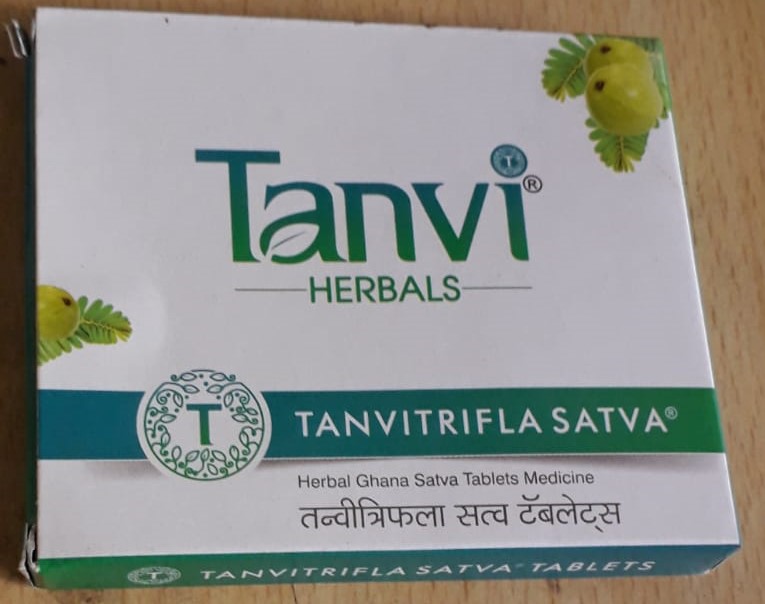 Tanvi®
HERBALS
T
TANVITRIFLA SATVA®
Herbal Ghana Satva Tablets Medicine
तन्वीत्रिफला सत्व टॅबलेट्स
T TANVITRIFLA SATVA® TABLETS